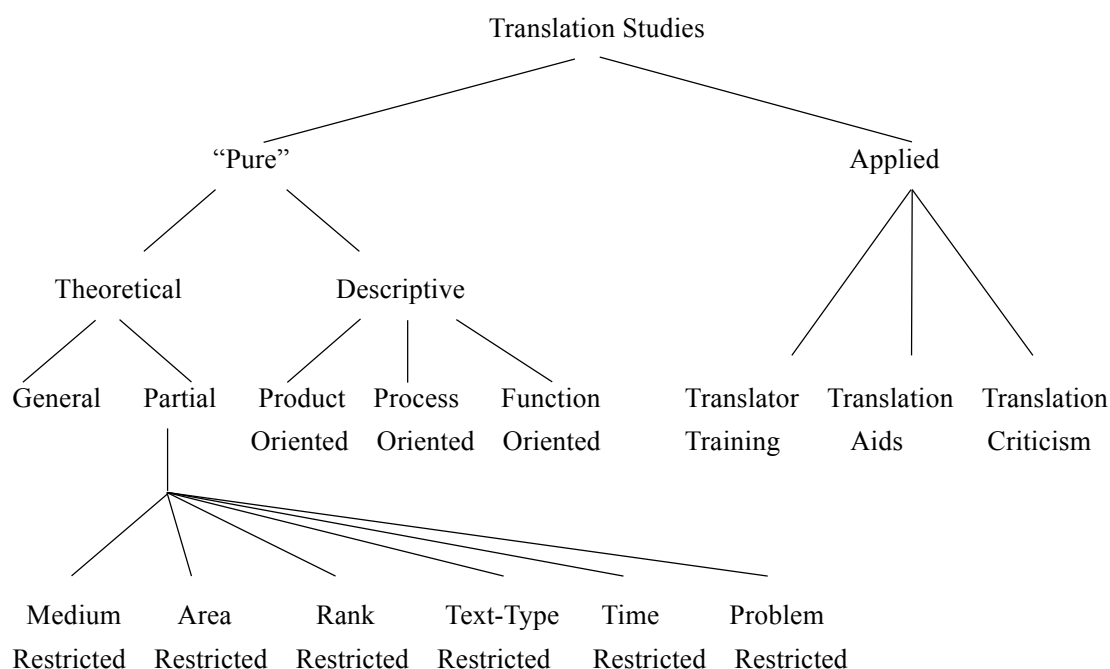 Translation Studies
“Pure” Applied
Theoretical Descriptive
General Partial Product Process Function Translator Translation Translation
Oriented Oriented Oriented Training Aids Criticism
Medium Area Rank Text-Type Time Problem
Restricted Restricted Restricted Restricted Restricted Restricted